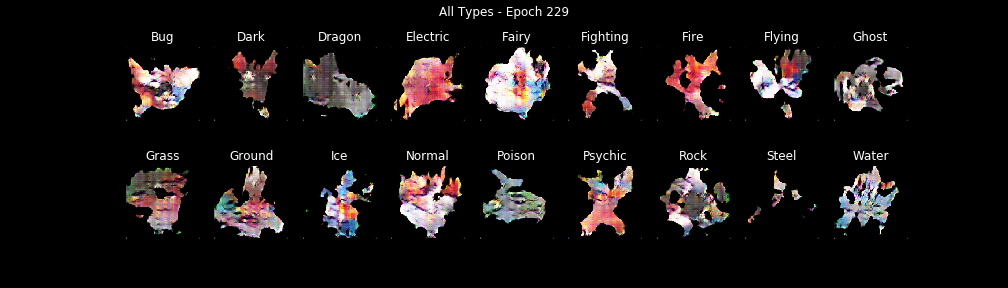 All Types - Epoch 229
Bug Dark Dragon Electric Fairy Fighting Fire Flying Ghost
Grass Ground Ice Normal Poison Psychic Rock Steel Water